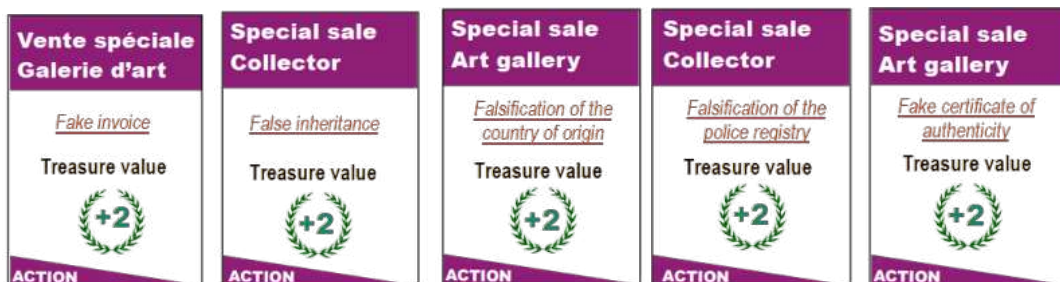 Vente spéciale
Galerie d'art
Fake invoice
Treasure value
+2
ACTION
Special sale
Collector
False inheritance
Treasure value
+2
ACTION
Special sale
Art gallery
Falsification of the
country of origin
Treasure value
+2
ACTION
Special sale
Collector
Falsification of the
police registry
Treasure value
+2
ACTION
Special sale
Art gallery
Fake certificate of
authenticity
Treasure value
+2
ACTION